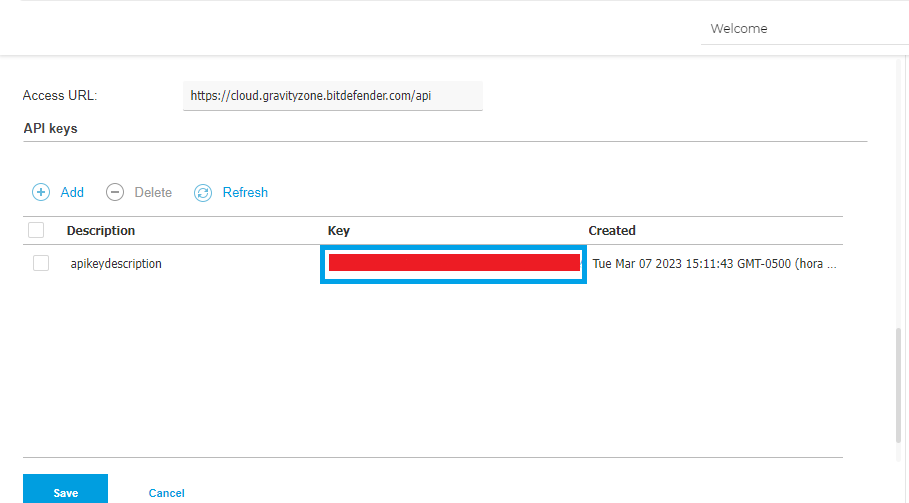 Welcome
Access URL: https://cloud.gravityzone.bitdefender.com/api
API keys
Add Delete Refresh
Description Key Created
apikeydescription Tue Mar 07 2023 15:11:43 GMT-0500 (hora ...
Save Cancel